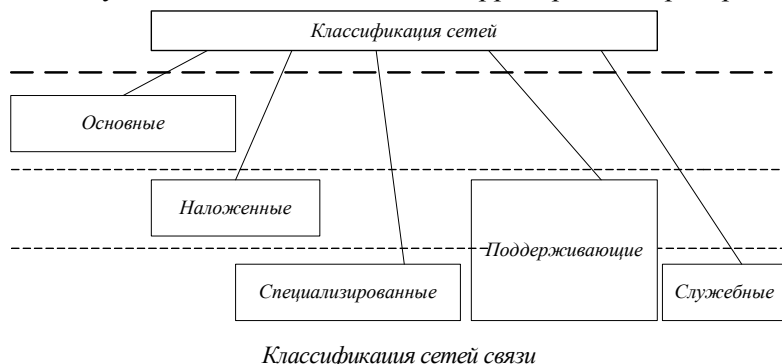 Классификация сетей
Основные
Наложенные
Поддерживающие
Специализированные
Служебные
Классификация сетей связи